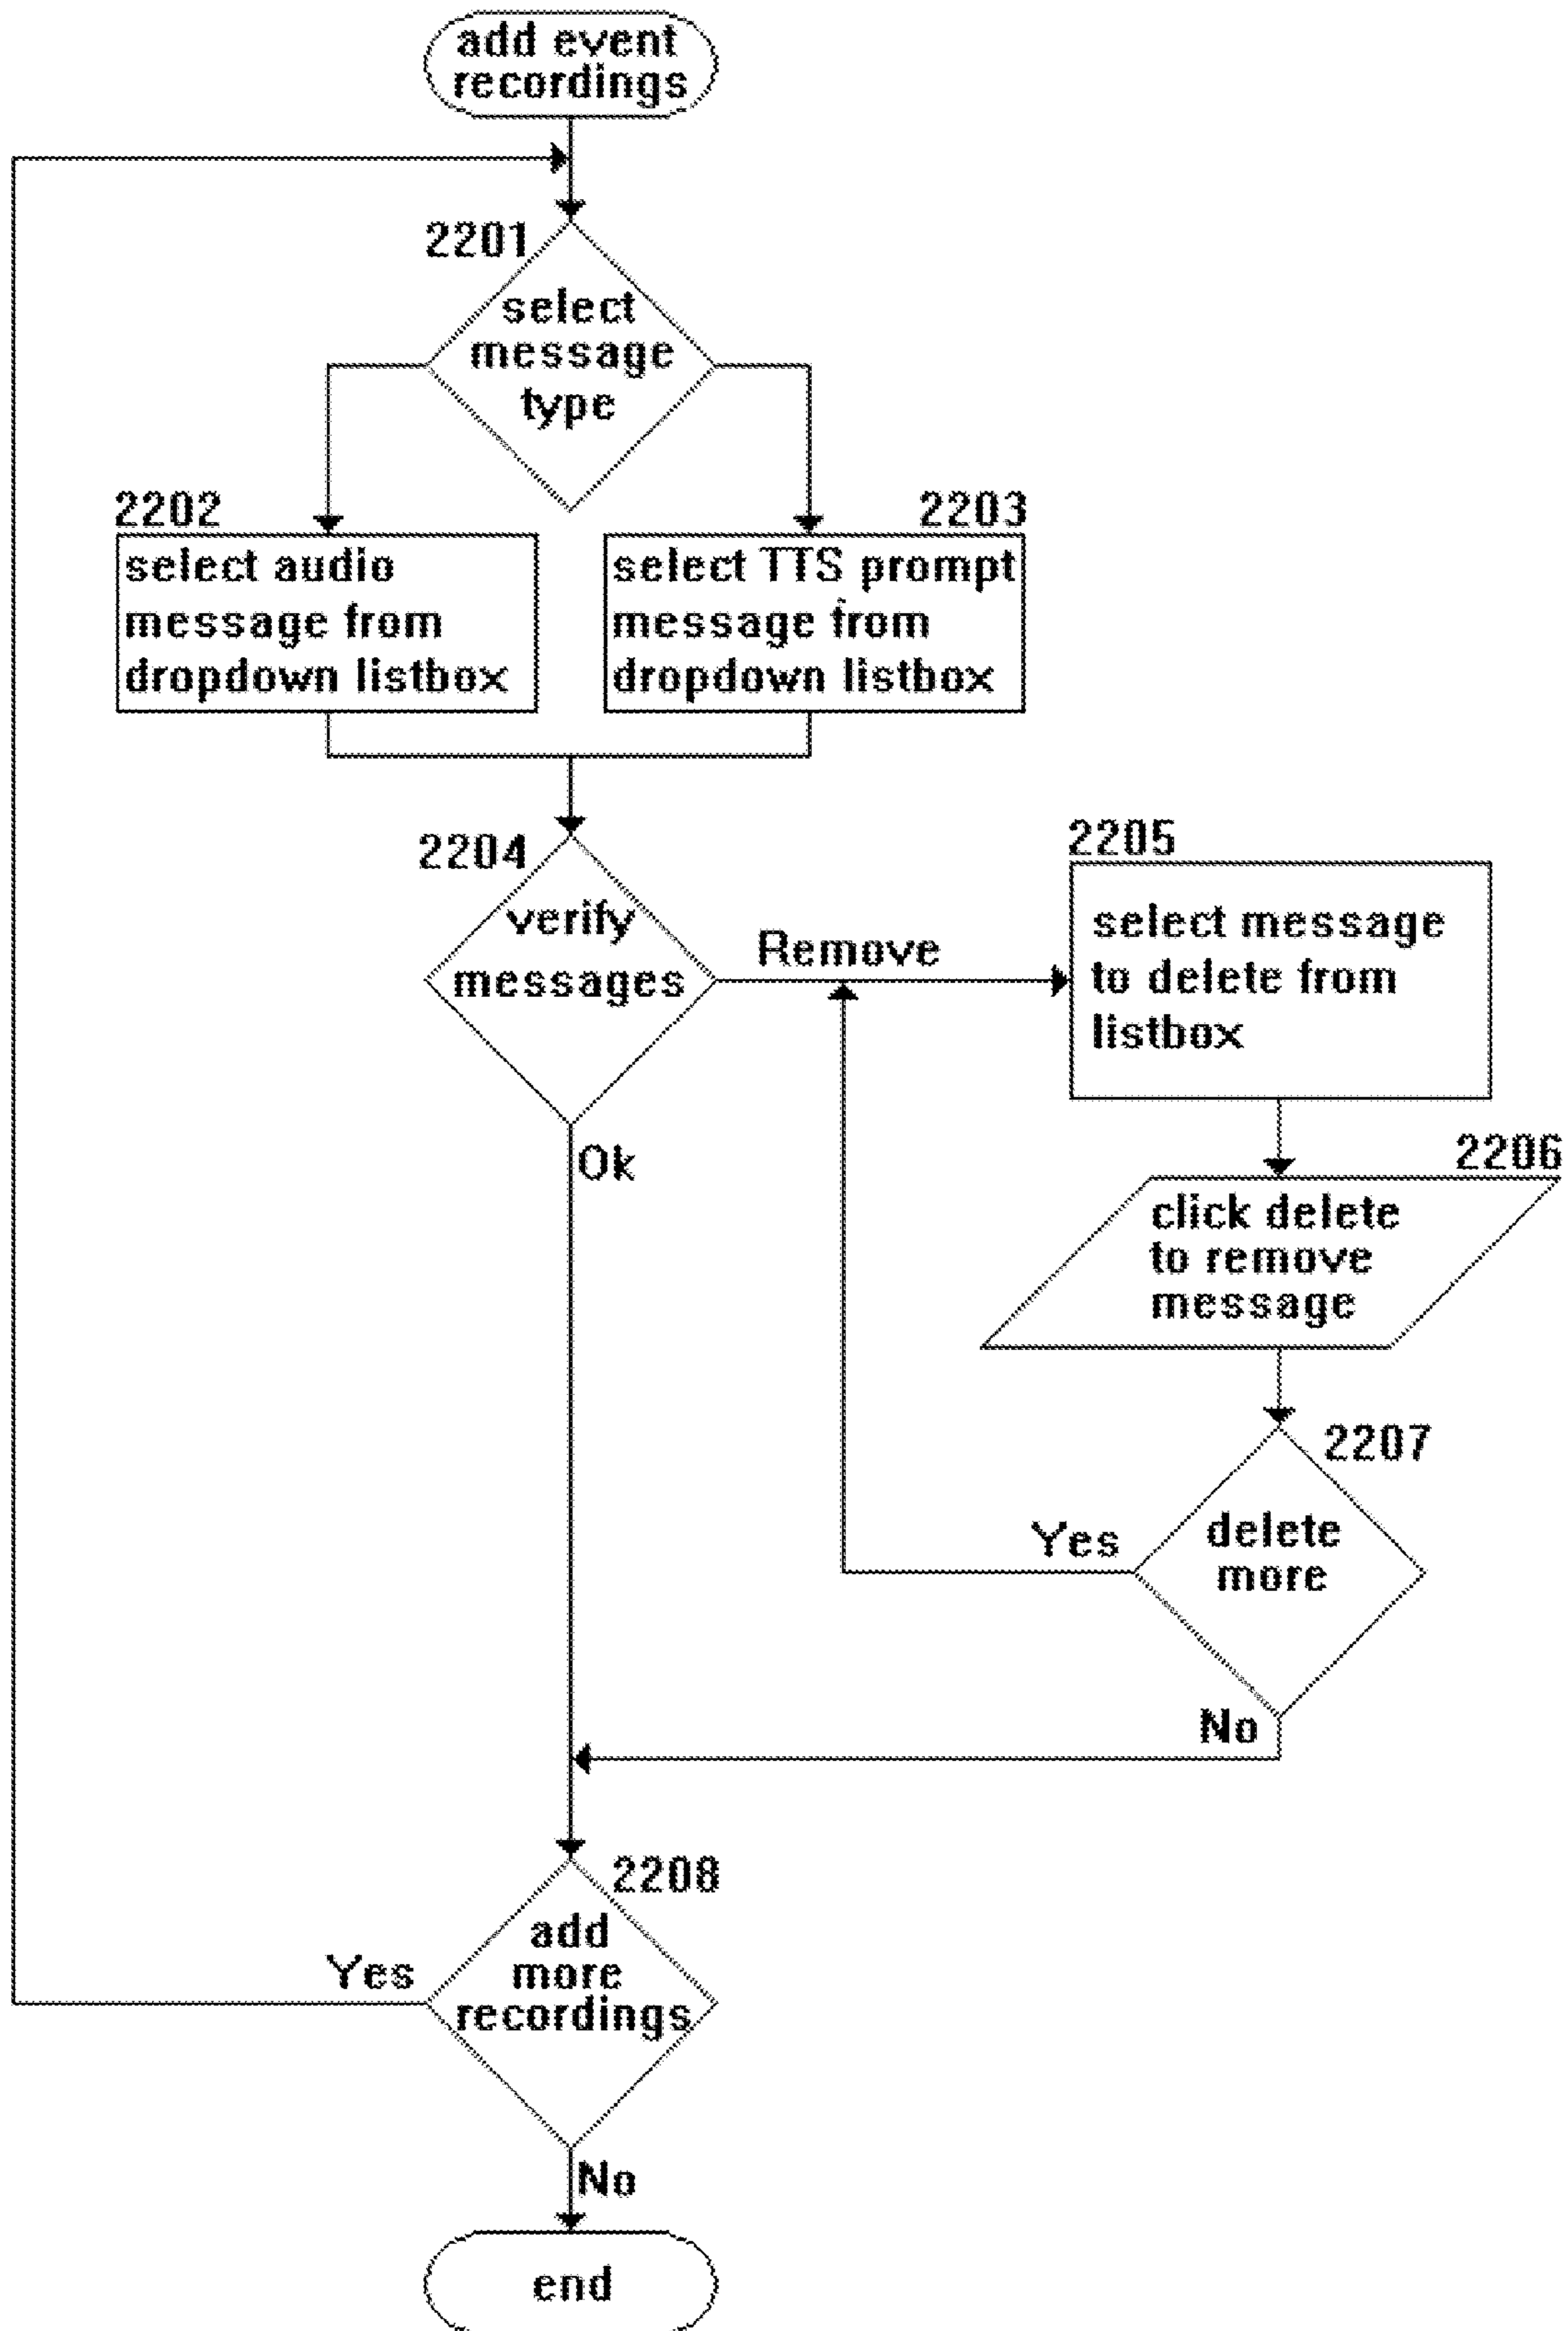 add event
recordings
2201
select
message
type
2202
select audio
message from
dropdown listbox
2203
select TTS prompt
message from
dropdown listbox
2204
verify
messages
Remove
Ok
2205
select message
to delete from
listbox
2206
click delete
to remove
message
2207
delete
more
Yes
No
2208
add
more
recordings
Yes
No
end